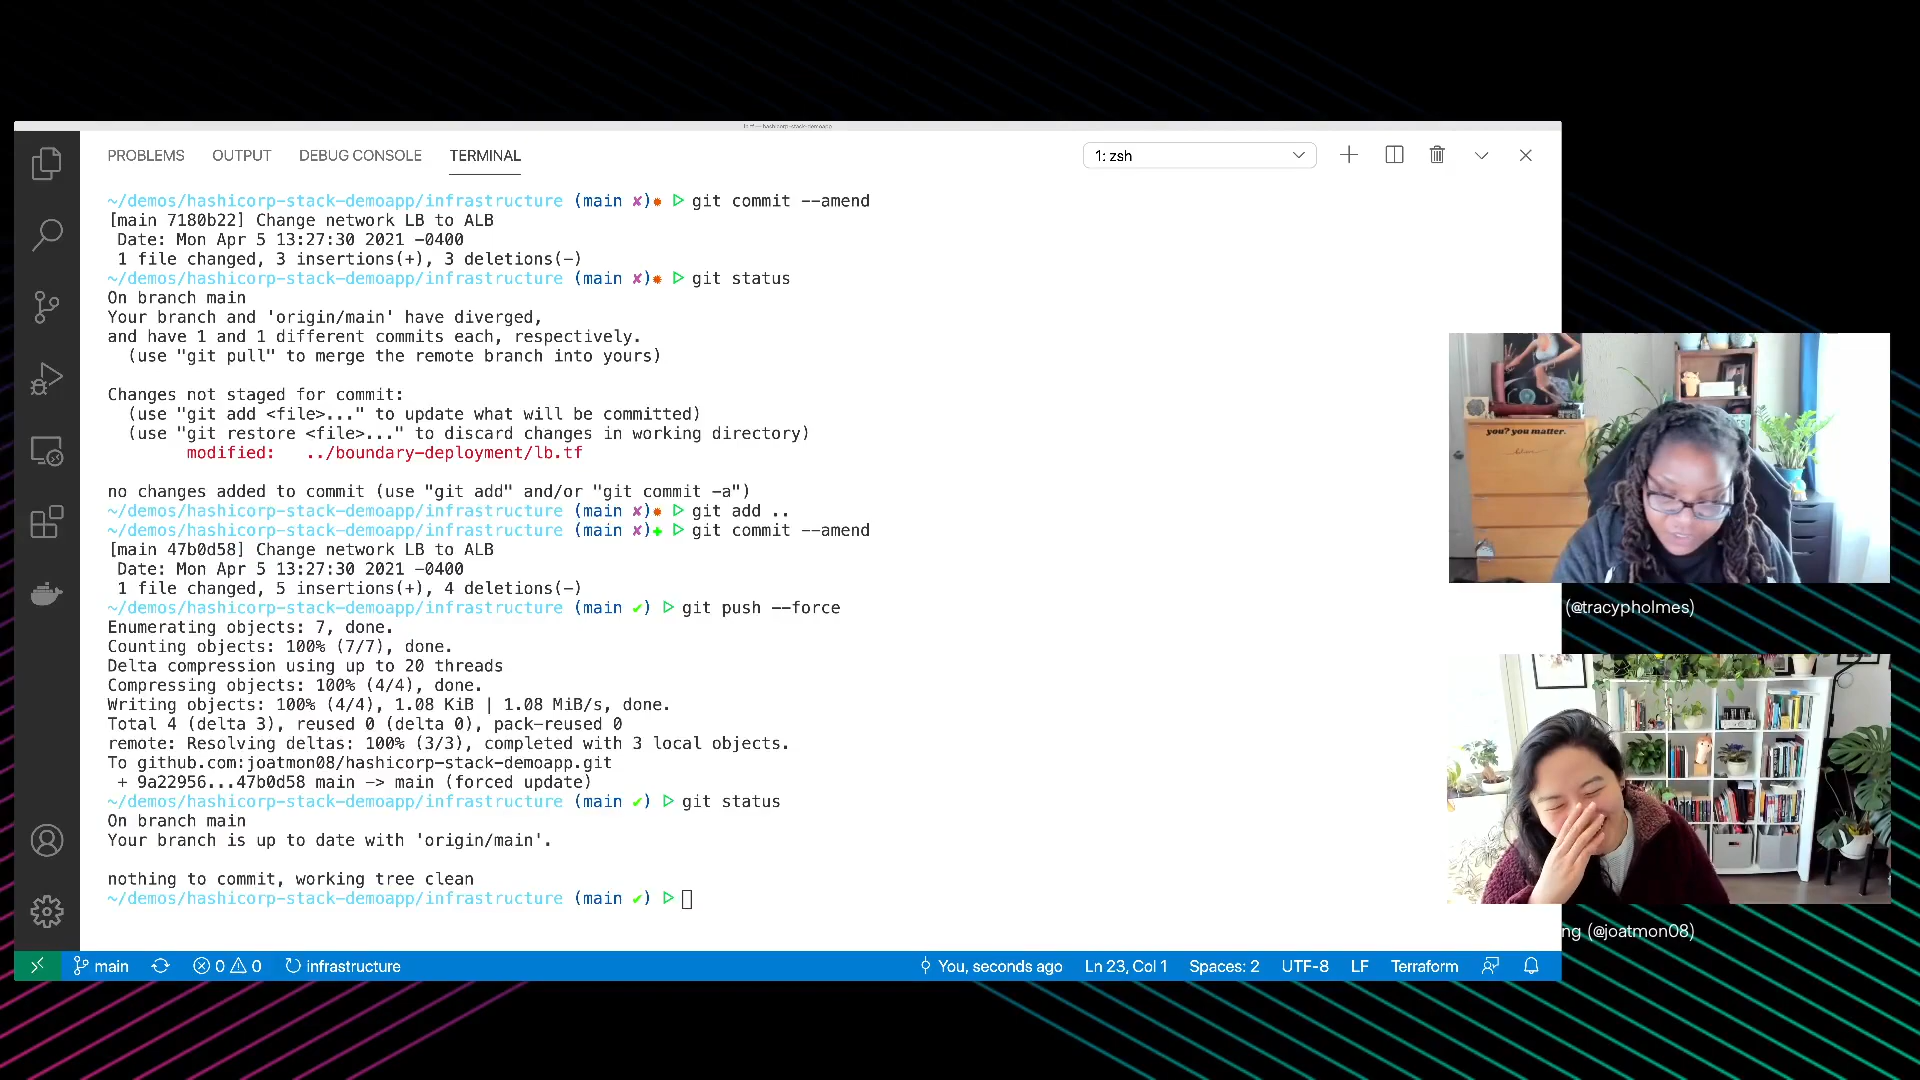 PROBLEMS OUTPUT DEBUG CONSOLE TERMINAL 1: zsh
~/demos/hashicorp-stack-demoapp/infrastructure (main ✘)✹ ▷ git commit --amend
[main 7180b22] Change network LB to ALB
Date: Mon Apr 5 13:27:30 2021 -0400
1 file changed, 3 insertions(+), 3 deletions(-)
~/demos/hashicorp-stack-demoapp/infrastructure (main ✘)✹ ▷ git status
On branch main
Your branch and 'origin/main' have diverged,
and have 1 and 1 different commits each, respectively.
(use "git pull" to merge the remote branch into yours)
Changes not staged for commit:
(use "git add <file>..." to update what will be committed)
(use "git restore <file>..." to discard changes in working directory)
modified: ../boundary-deployment/lb.tf
no changes added to commit (use "git add" and/or "git commit -a")
~/demos/hashicorp-stack-demoapp/infrastructure (main ✘)✹ ▷ git add ..
~/demos/hashicorp-stack-demoapp/infrastructure (main ✘)✚ ▷ git commit --amend
[main 47b0d58] Change network LB to ALB
Date: Mon Apr 5 13:27:30 2021 -0400
1 file changed, 5 insertions(+), 4 deletions(-)
~/demos/hashicorp-stack-demoapp/infrastructure (main ✔) ▷ git push --force
Enumerating objects: 7, done.
Counting objects: 100% (7/7), done.
Delta compression using up to 20 threads
Compressing objects: 100% (4/4), done.
Writing objects: 100% (4/4), 1.08 KiB | 1.08 MiB/s, done.
Total 4 (delta 3), reused 0 (delta 0), pack-reused 0
remote: Resolving deltas: 100% (3/3), completed with 3 local objects.
To github.com:joatmon08/hashicorp-stack-demoapp.git
+ 9a22956...47b0d58 main -> main (forced update)
~/demos/hashicorp-stack-demoapp/infrastructure (main ✔) ▷ git status
On branch main
Your branch is up to date with 'origin/main'.
nothing to commit, working tree clean
~/demos/hashicorp-stack-demoapp/infrastructure (main ✔) ▷
main 0 0 infrastructure You, seconds ago Ln 23, Col 1 Spaces: 2 UTF-8 LF Terraform
you? you matter.
(@tracypholmes)
ng (@joatmon08)